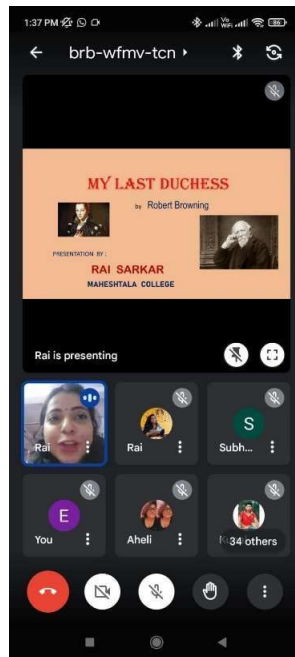 1:37 PM
86
brb-wfmv-tcn
MY LAST DUCHESS
by Robert Browning
PRESENTATION BY :
RAI SARKAR
MAHESHTALA COLLEGE
Rai is presenting
Rai
Rai
S
Subh...
E
You
Aheli
34 others